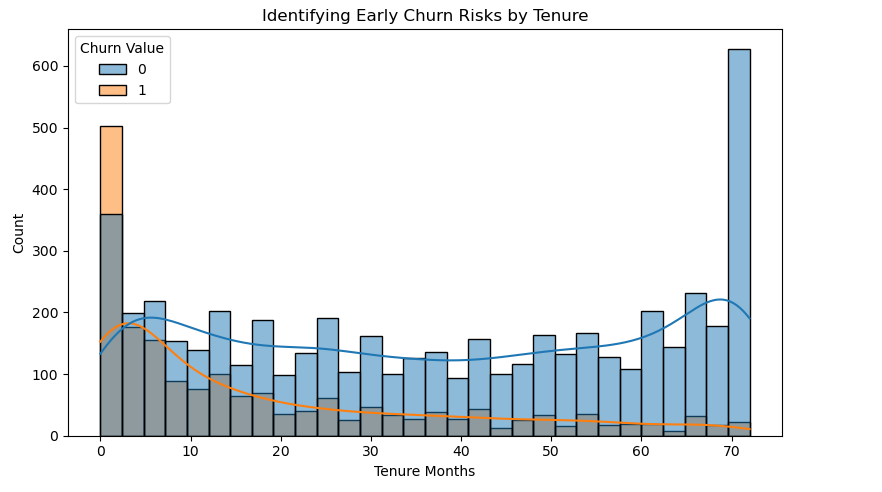 Identifying Early Churn Risks by Tenure
Churn Value
0
1
600
500
400
300
200
100
0
Count
0 10 20 30 40 50 60 70
Tenure Months